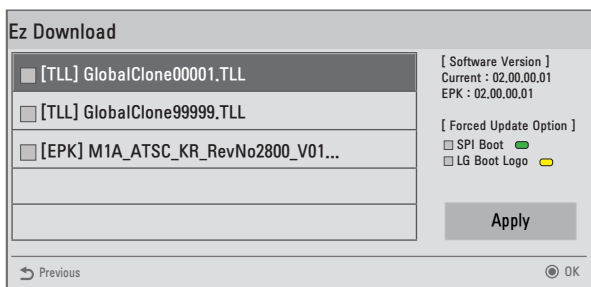 Ez Download
[TLL] GlobalClone00001.TLL
[TLL] GlobalClone99999.TLL
[EPK] M1A_ATSC_KR_RevNo2800_V01...
[ Software Version ]
Current : 02.00.00.01
EPK : 02.00.00.01
[ Forced Update Option ]
SPI Boot
LG Boot Logo
Apply
Previous
OK